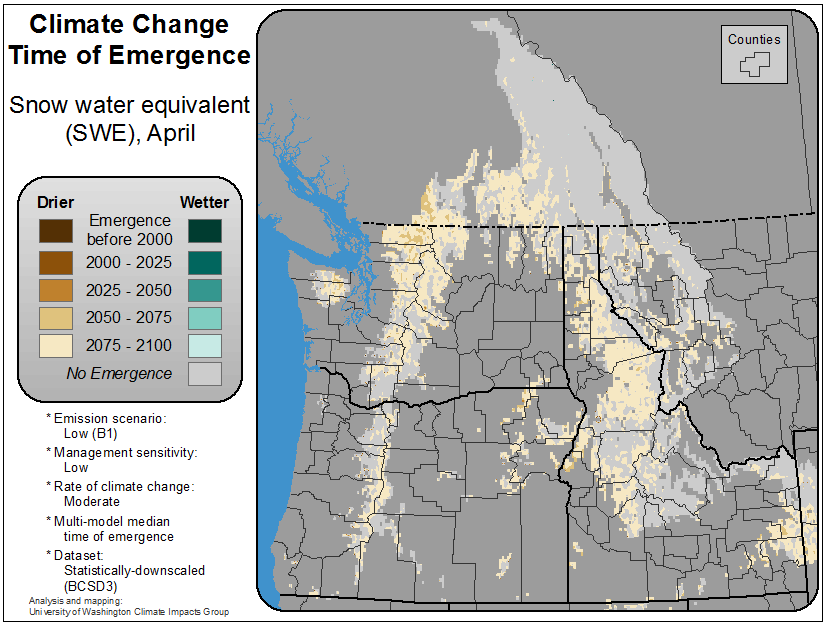 Climate Change
Time of Emergence
Snow water equivalent
(SWE), April
Drier
Wetter
Emergence
before 2000
2000 - 2025
2025 - 2050
2050 - 2075
2075 - 2100
No Emergence
* Emission scenario:
Low (B1)
* Management sensitivity:
Low
* Rate of climate change:
Moderate
* Multi-model median
time of emergence
* Dataset:
Statistically-downscaled
(BCSD3)
Analysis and mapping:
University of Washington Climate Impacts Group
Counties